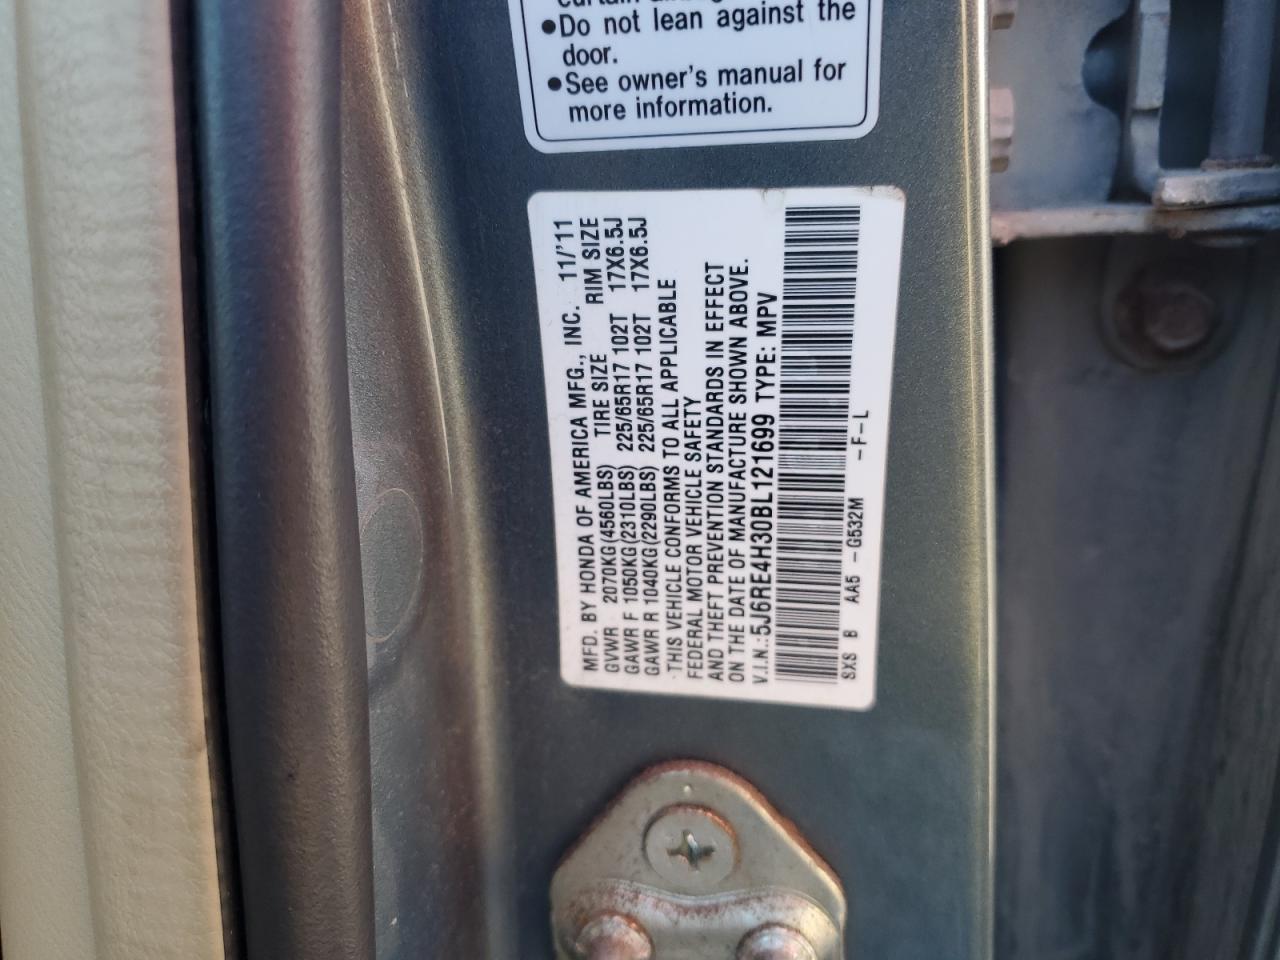 ●Do not lean against the
door.
●See owner's manual for
more information.
MFD. BY HONDA OF AMERICA MFG., INC. 11/'11
GVWR 2070KG(4560LBS) TIRE SIZE RIM SIZE
GAWR F 1050KG(2310LBS) 225/65R17 102T 17X6.5J
GAWR R 1040KG(2290LBS) 225/65R17 102T 17X6.5J
THIS VEHICLE CONFORMS TO ALL APPLICABLE
FEDERAL MOTOR VEHICLE SAFETY
AND THEFT PREVENTION STANDARDS IN EFFECT
ON THE DATE OF MANUFACTURE SHOWN ABOVE.
V.I.N.:5J6RE4H30BL121699 TYPE: MPV
SXS B AA5 -G532M -F-L